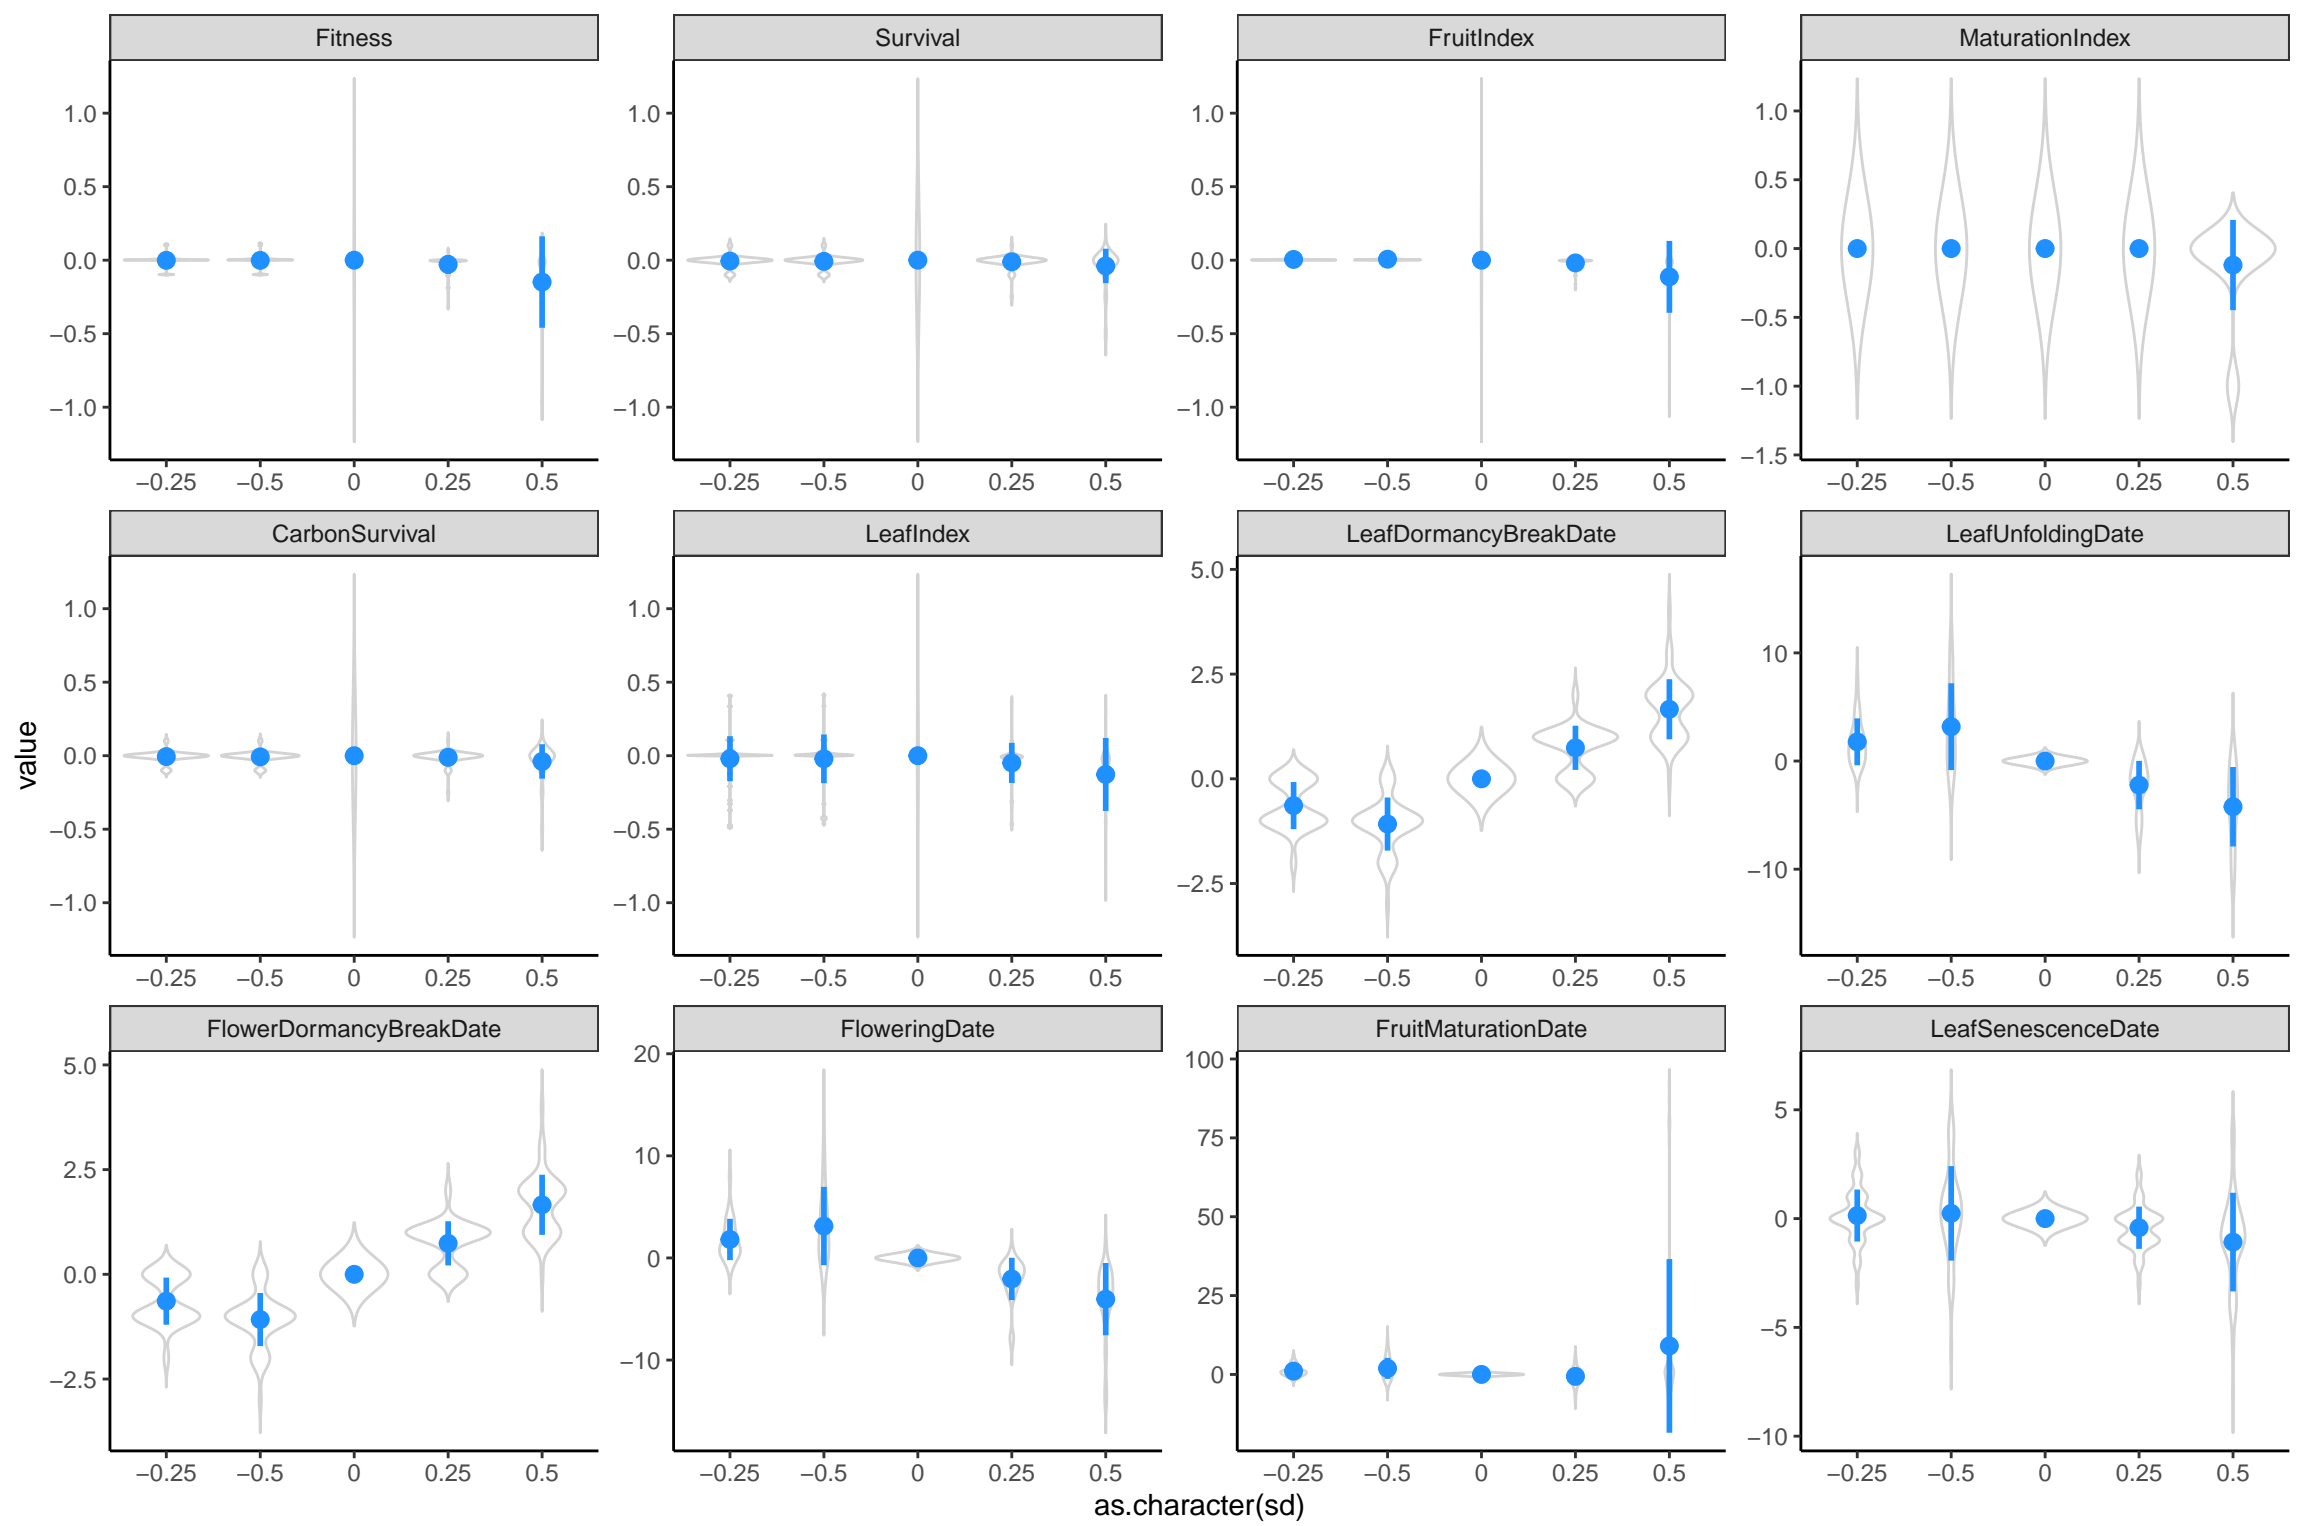 Fitness
Survival
FruitIndex
MaturationIndex
1.0
0.5
0.0
−0.5
−1.0
1.0
0.5
0.0
−0.5
−1.0
1.0
0.5
0.0
−0.5
−1.0
1.0
0.5
0.0
−0.5
−1.0
−1.5
−0.25 −0.5 0 0.25 0.5
−0.25 −0.5 0 0.25 0.5
−0.25 −0.5 0 0.25 0.5
−0.25 −0.5 0 0.25 0.5
CarbonSurvival
LeafIndex
LeafDormancyBreakDate
LeafUnfoldingDate
value
1.0
0.5
0.0
−0.5
−1.0
1.0
0.5
0.0
−0.5
−1.0
5.0
2.5
0.0
−2.5
10
0
−10
−0.25 −0.5 0 0.25 0.5
−0.25 −0.5 0 0.25 0.5
−0.25 −0.5 0 0.25 0.5
−0.25 −0.5 0 0.25 0.5
FlowerDormancyBreakDate
FloweringDate
FruitMaturationDate
LeafSenescenceDate
5.0
2.5
0.0
−2.5
20
10
0
−10
100
75
50
25
0
5
0
−5
−10
−0.25 −0.5 0 0.25 0.5
−0.25 −0.5 0 0.25 0.5
−0.25 −0.5 0 0.25 0.5
−0.25 −0.5 0 0.25 0.5
as.character(sd)